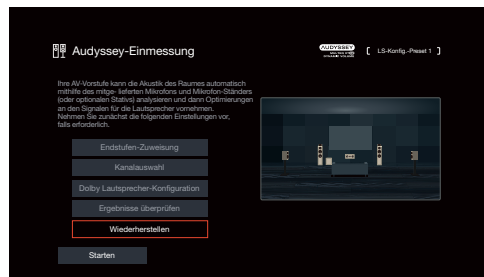 Audyssey-Einmessung
AUDYSSEY
DYNAMIC VOLUME
[ LS-Konfig.-Preset 1 ]
Ihre AV-Vorstufe kann die Akustik des Raumes automatisch
mithilfe des mitge- lieferten Mikrofons und Mikrofon-Ständers
(oder optionalen Stativs) analysieren und dann Optimierungen
an den Signalen für die Lautsprecher vornehmen.
Nehmen Sie zunächst die folgenden Einstellungen vor,
falls erforderlich.
Endstufen-Zuweisung
Kanalauswahl
Dolby Lautsprecher-Konfiguration
Ergebnisse überprüfen
Wiederherstellen
Starten